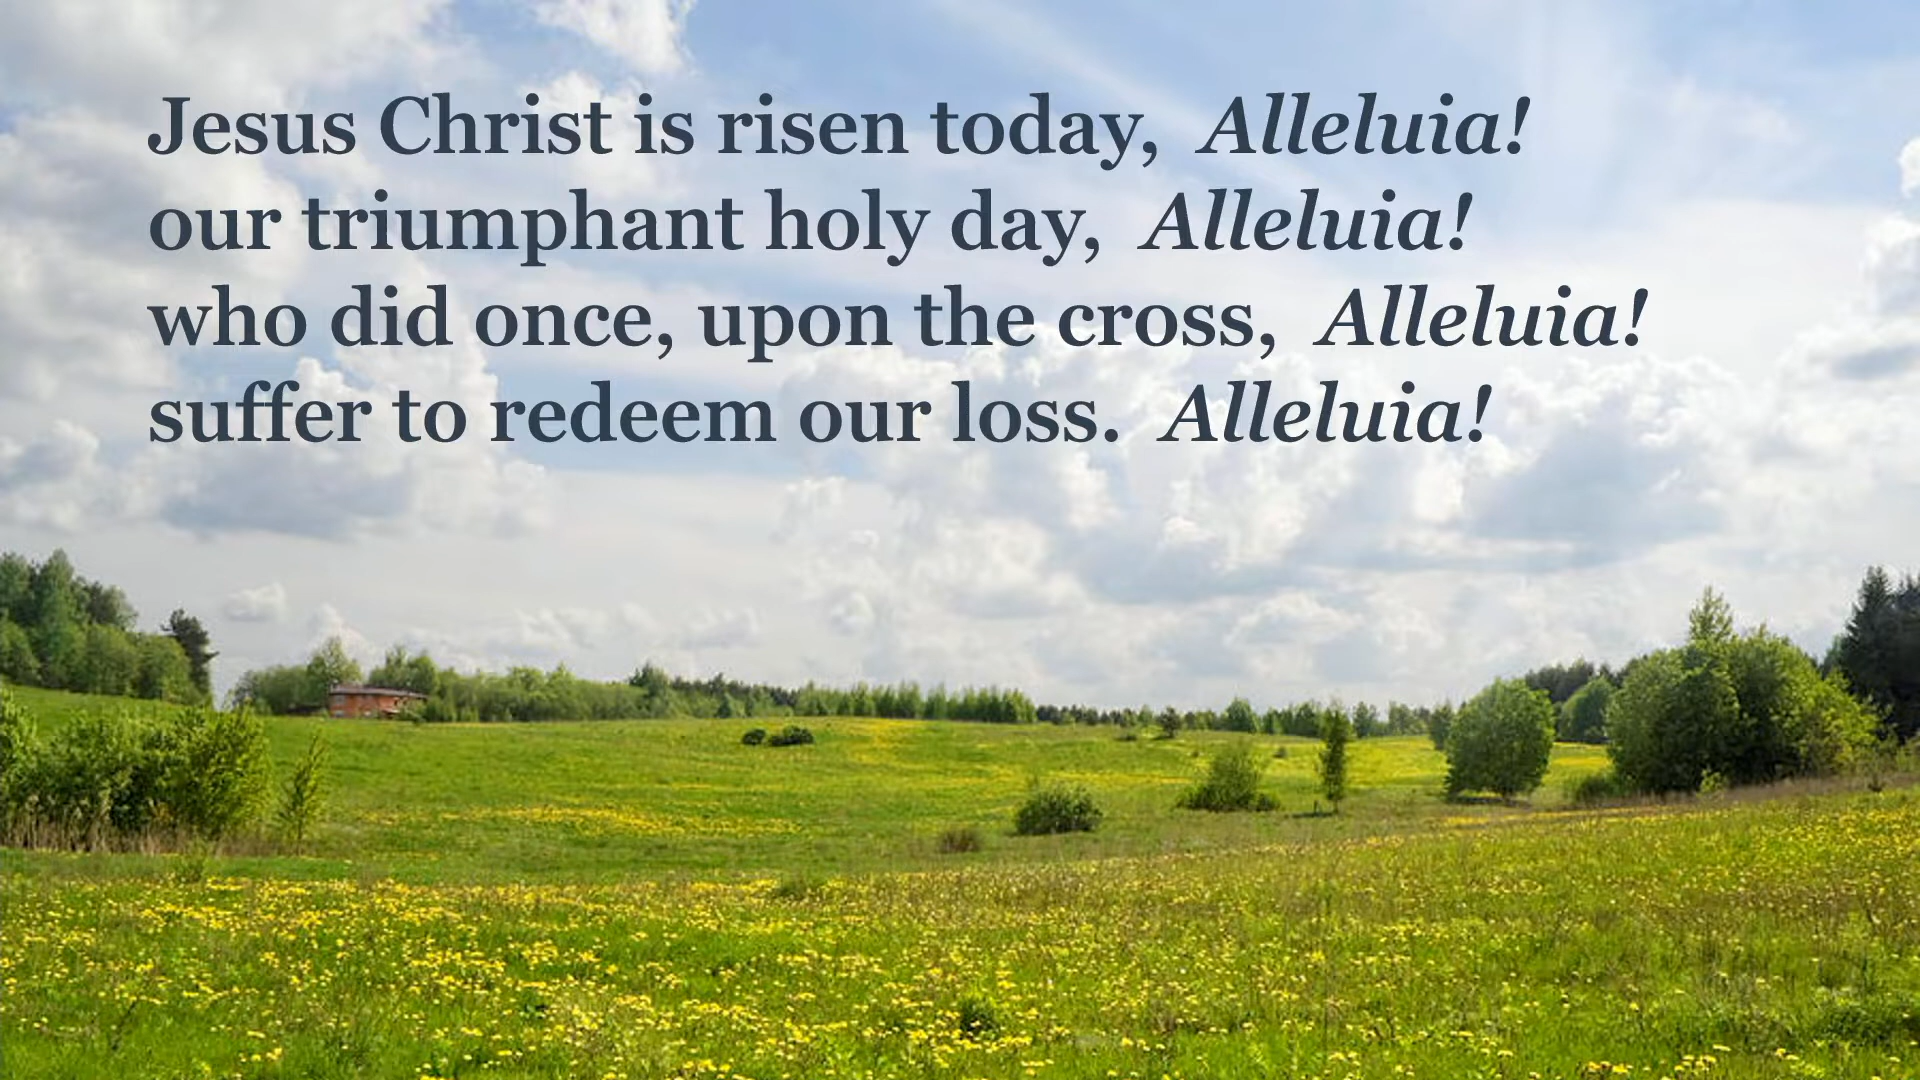 Jesus Christ is risen today, Alleluia!
our triumphant holy day, Alleluia!
who did once, upon the cross, Alleluia!
suffer to redeem our loss. Alleluia!